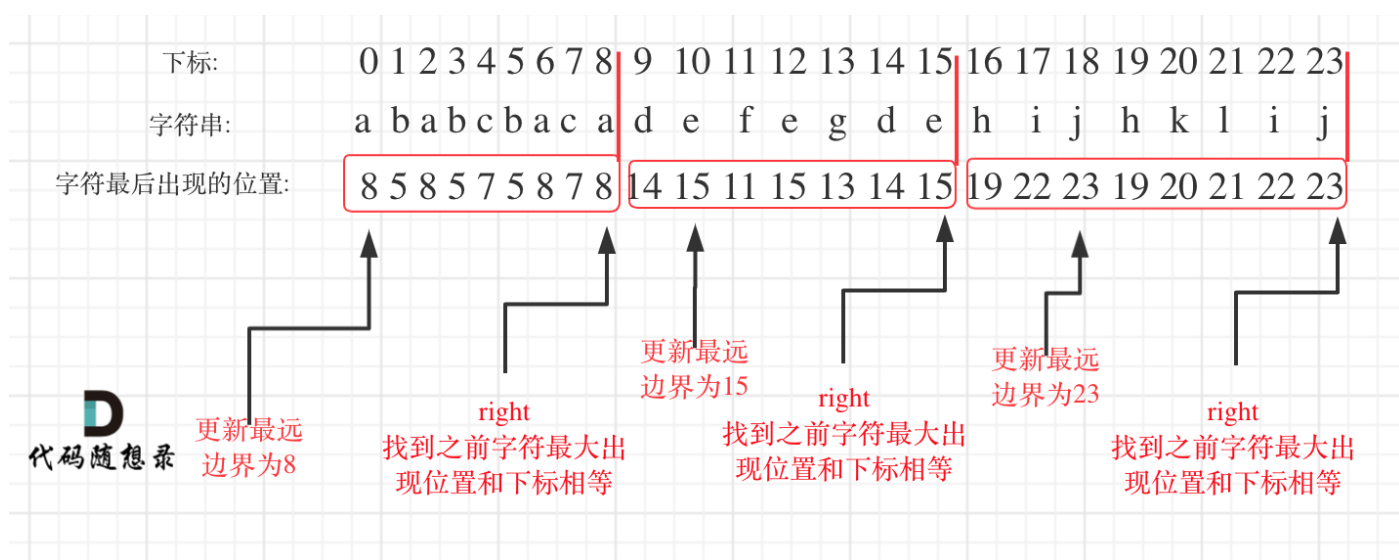 下标: 0 1 2 3 4 5 6 7 8 9 10 11 12 13 14 15 16 17 18 19 20 21 22 23
字符串: a b a b c b a c a d e f e g d e h i j h k l i j
字符最后出现的位置: 8 5 8 5 7 5 8 7 8 14 15 11 15 13 14 15 19 22 23 19 20 21 22 23
更新最远
边界为8
right
找到之前字符最大出
现位置和下标相等
更新最远
边界为15
right
找到之前字符最大出
现位置和下标相等
更新最远
边界为23
right
找到之前字符最大出
现位置和下标相等
D
代码随想录